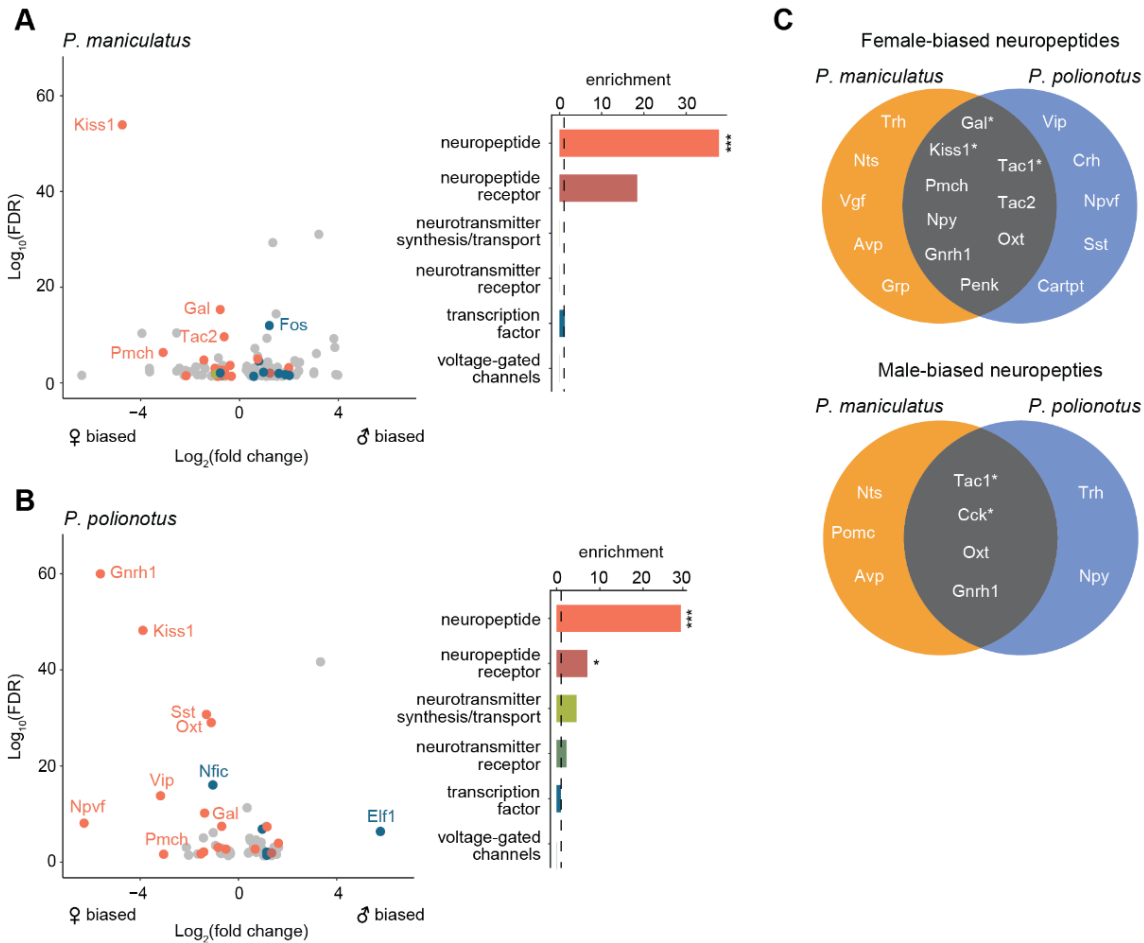 A
P. maniculatus
60
40
20
0
Log10(FDR)
Kiss1
Gal
Fos
Tac2
Pmch
−4
0
4
♀ biased
♂ biased
Log2(fold change)
enrichment
0
10
20
30
neuropeptide
***
neuropeptide
receptor
neurotransmitter
synthesis/transport
neurotransmitter
receptor
transcription
factor
voltage-gated
channels
B
P. polionotus
60
40
20
0
Log10(FDR)
Gnrh1
Kiss1
Sst
Oxt
Nfic
Vip
Npvf
Gal
Elf1
Pmch
−4
0
4
♀ biased
♂ biased
Log2(fold change)
enrichment
0
10
20
30
neuropeptide
***
neuropeptide
receptor
*
neurotransmitter
synthesis/transport
neurotransmitter
receptor
transcription
factor
voltage-gated
channels
C
Female-biased neuropeptides
P. maniculatus
P. polionotus
Trh
Nts
Vgf
Avp
Grp
Gal*
Kiss1*
Tac1*
Pmch
Tac2
Npy
Oxt
Gnrh1
Penk
Vip
Crh
Npvf
Sst
Cartpt
Male-biased neuropepties
P. maniculatus
P. polionotus
Nts
Pomc
Avp
Tac1*
Cck*
Oxt
Gnrh1
Trh
Npy